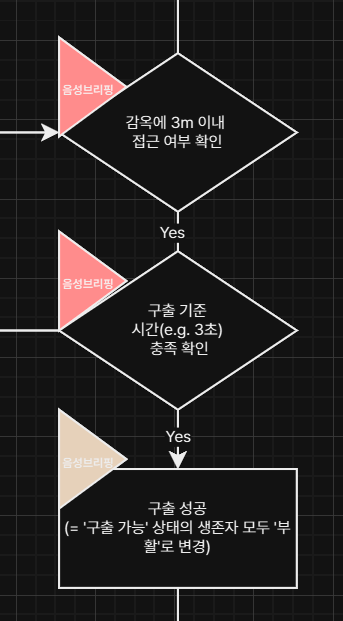 음성브리핑
감옥에 3m 이내
접근 여부 확인
Yes
음성브리핑
구출 기준
시간(e.g. 3초)
충족 확인
Yes
음성브리핑
구출 성공
(= '구출 가능' 상태의 생존자 모두 '부
활'로 변경)